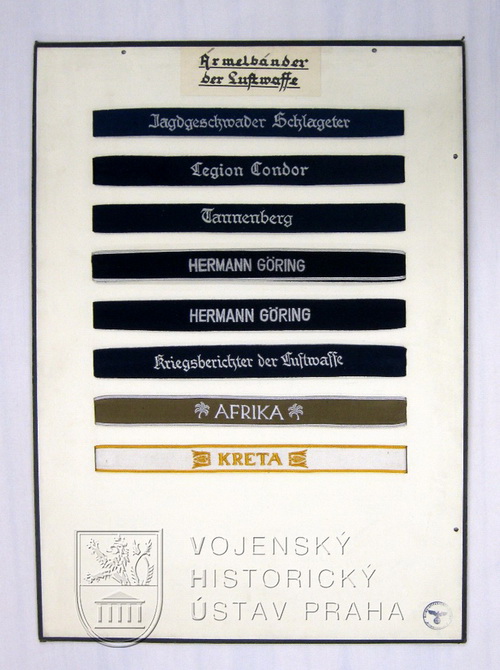 Ärmelbänder
der Luftwaffe
Jagdgeschwader Schlageter
Legion Condor
Tannenberg
HERMANN GÖRING
HERMANN GÖRING
Kriegsberichter der Luftwaffe
AFRIKA
KRETA
VOJENSKÝ
HISTORICKÝ
ÚSTAV PRAHA